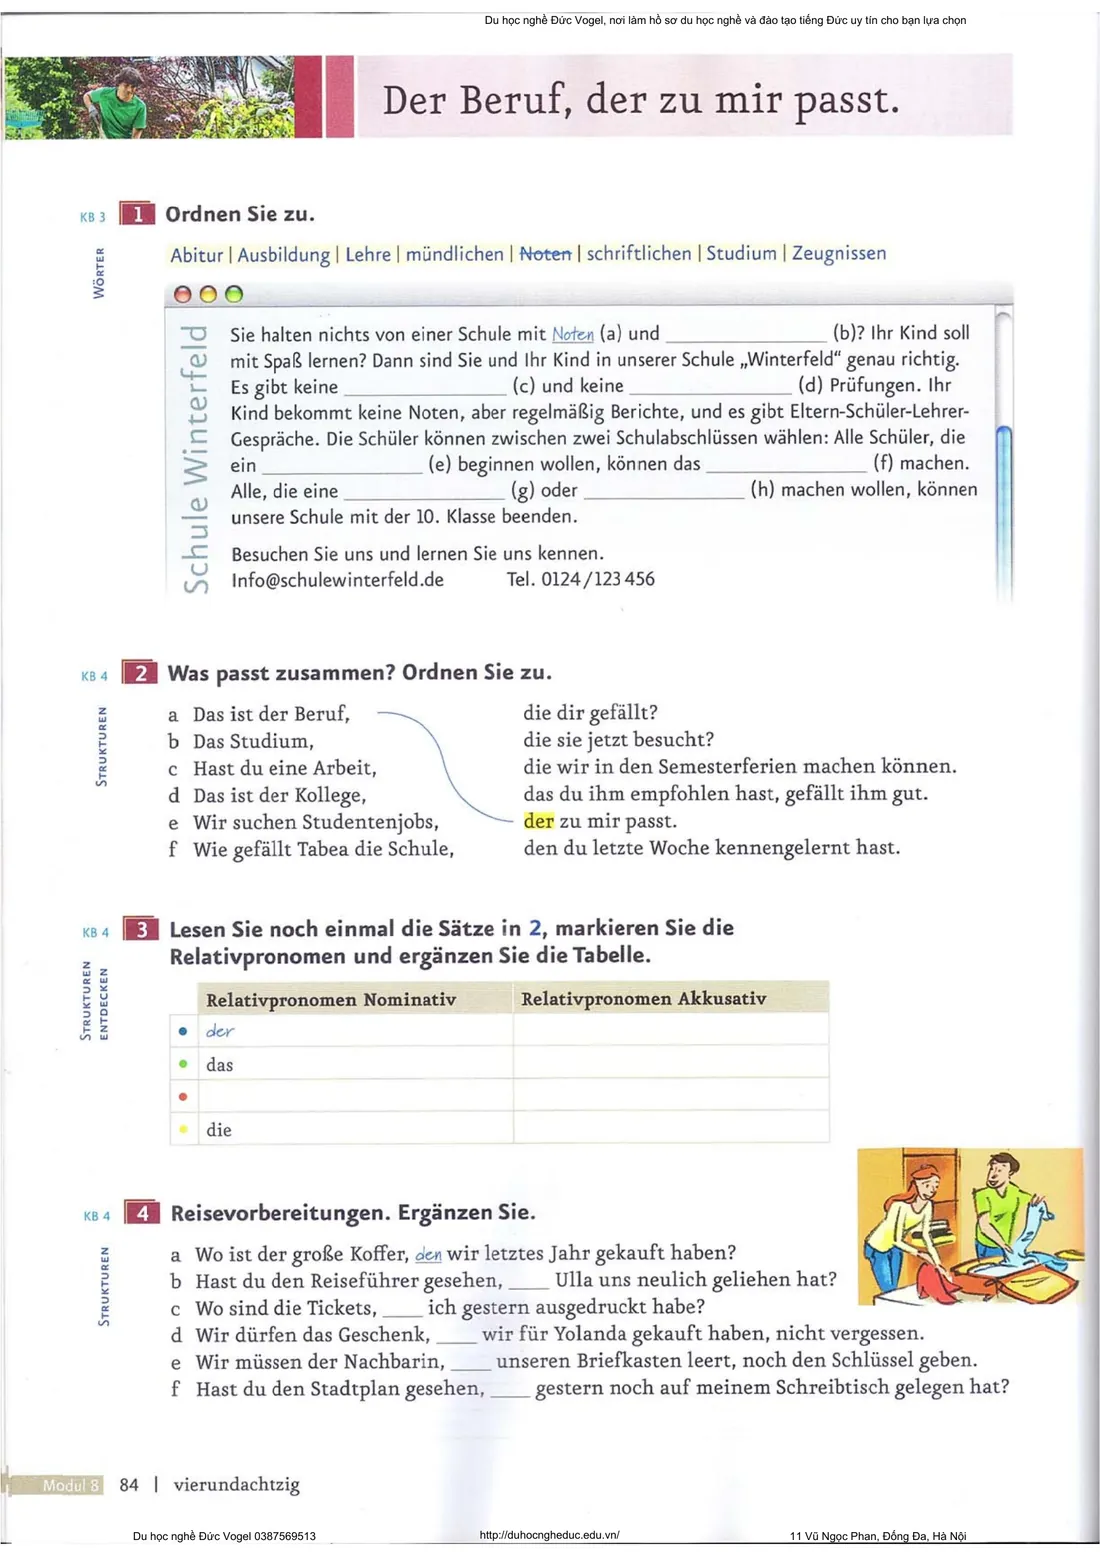 Du học nghề Đức Vogel, nơi làm hồ sơ du học nghề và đào tạo tiếng Đức uy tín cho bạn lựa chọn
Der Beruf, der zu mir passt.
KB 3 1 Ordnen Sie zu.
WÖRTER
Abitur | Ausbildung | Lehre | mündlichen | Noten | schriftlichen | Studium | Zeugnissen
Schule Winterfeld
Sie halten nichts von einer Schule mit Noten (a) und ____________ (b)? Ihr Kind soll
mit Spaß lernen? Dann sind Sie und Ihr Kind in unserer Schule „Winterfeld“ genau richtig.
Es gibt keine ____________ (c) und keine ____________ (d) Prüfungen. Ihr
Kind bekommt keine Noten, aber regelmäßig Berichte, und es gibt Eltern-Schüler-Lehrer-
Gespräche. Die Schüler können zwischen zwei Schulabschlüssen wählen: Alle Schüler, die
ein ____________ (e) beginnen wollen, können das ____________ (f) machen.
Alle, die eine ____________ (g) oder ____________ (h) machen wollen, können
unsere Schule mit der 10. Klasse beenden.
Besuchen Sie uns und lernen Sie uns kennen.
Info@schulewinterfeld.de Tel. 0124/123 456
KB 4 2 Was passt zusammen? Ordnen Sie zu.
STRUKTUREN
a Das ist der Beruf, die dir gefällt?
b Das Studium, die sie jetzt besucht?
c Hast du eine Arbeit, die wir in den Semesterferien machen können.
d Das ist der Kollege, das du ihm empfohlen hast, gefällt ihm gut.
e Wir suchen Studentenjobs, der zu mir passt.
f Wie gefällt Tabea die Schule, den du letzte Woche kennengelernt hast.
KB 4 3 Lesen Sie noch einmal die Sätze in 2, markieren Sie die
Relativpronomen und ergänzen Sie die Tabelle.
STRUKTUREN
ENTDECKEN
Relativpronomen Nominativ Relativpronomen Akkusativ
• der
• das
•
• die
KB 4 4 Reisevorbereitungen. Ergänzen Sie.
STRUKTUREN
a Wo ist der große Koffer, den wir letztes Jahr gekauft haben?
b Hast du den Reiseführer gesehen, ____ Ulla uns neulich geliehen hat?
c Wo sind die Tickets, ____ ich gestern ausgedruckt habe?
d Wir dürfen das Geschenk, ____ wir für Yolanda gekauft haben, nicht vergessen.
e Wir müssen der Nachbarin, ____ unseren Briefkasten leert, noch den Schlüssel geben.
f Hast du den Stadtplan gesehen, ____ gestern noch auf meinem Schreibtisch gelegen hat?
Modul 8 84 | vierundachtzig
Du học nghề Đức Vogel 0387569513 http://duhocngheduc.edu.vn/ 11 Vũ Ngọc Phan, Đống Đa, Hà Nội